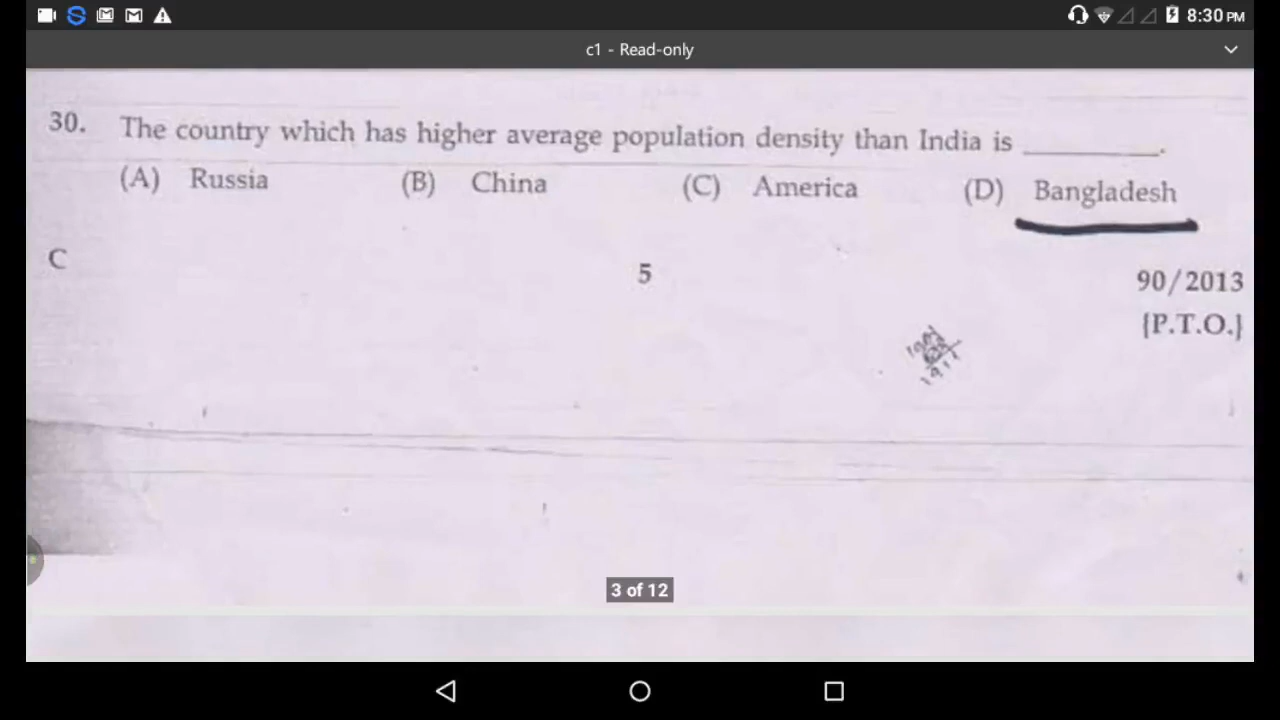 8:30 PM
c1 - Read-only
30. The country which has higher average population density than India is ________.
(A) Russia (B) China (C) America (D) Bangladesh
C 5 90/2013
[P.T.O.]
3 of 12